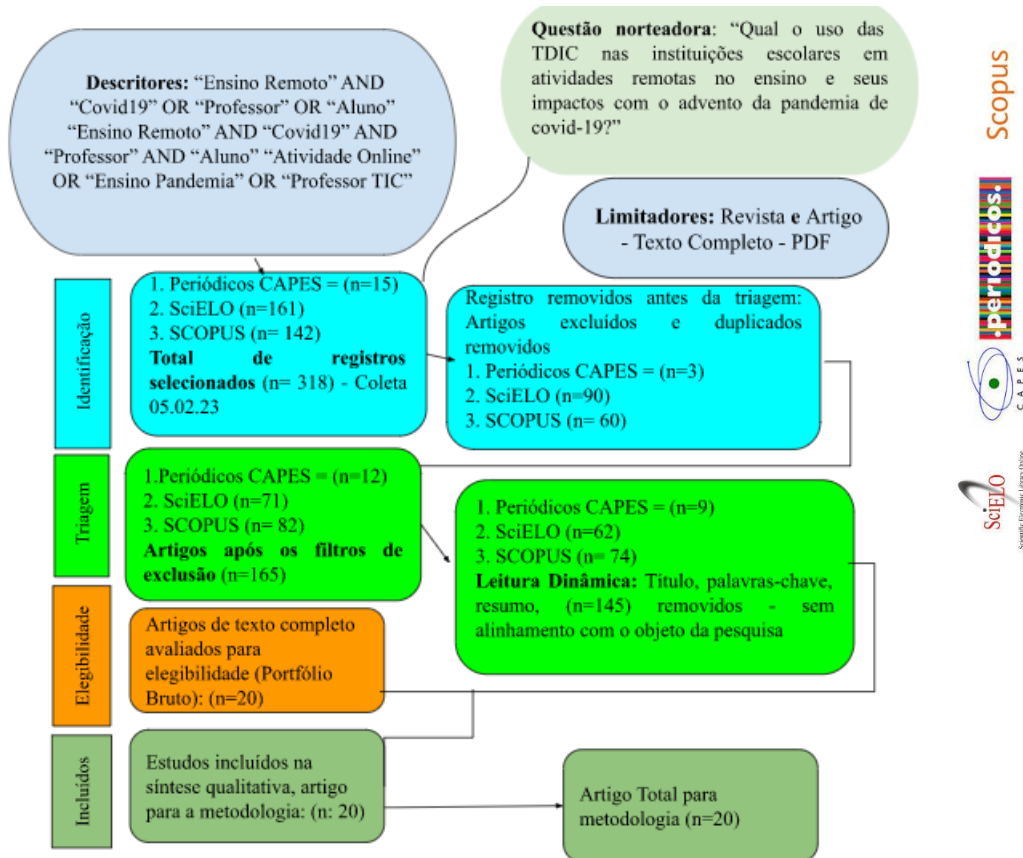 Descritores: “Ensino Remoto” AND
“Covid19” OR “Professor” OR “Aluno”
“Ensino Remoto” AND “Covid19” AND
“Professor” AND “Aluno” “Atividade Online”
OR “Ensino Pandemia” OR “Professor TIC”
Questão norteadora: “Qual o uso das
TDIC nas instituições escolares em
atividades remotas no ensino e seus
impactos com o advento da pandemia de
covid-19?”
Limitadores: Revista e Artigo
- Texto Completo - PDF
Identificação
1. Periódicos CAPES = (n=15)
2. SciELO (n=161)
3. SCOPUS (n= 142)
Total de registros
selecionados (n= 318) - Coleta
05.02.23
Registro removidos antes da triagem:
Artigos excluídos e duplicados
removidos
1. Periódicos CAPES = (n=3)
2. SciELO (n=90)
3. SCOPUS (n= 60)
Triagem
1.Periódicos CAPES = (n=12)
2. SciELO (n=71)
3. SCOPUS (n= 82)
Artigos após os filtros de
exclusão (n=165)
1. Periódicos CAPES = (n=9)
2. SciELO (n=62)
3. SCOPUS (n= 74)
Leitura Dinâmica: Título, palavras-chave,
resumo, (n=145) removidos - sem
alinhamento com o objeto da pesquisa
Elegibilidade
Artigos de texto completo
avaliados para
elegibilidade (Portfólio
Bruto): (n=20)
Incluídos
Estudos incluídos na
síntese qualitativa, artigo
para a metodologia: (n: 20)
Artigo Total para
metodologia (n=20)
Scopus
.periodicos.
CAPES
SciELO
Scientific Electronic Library Online